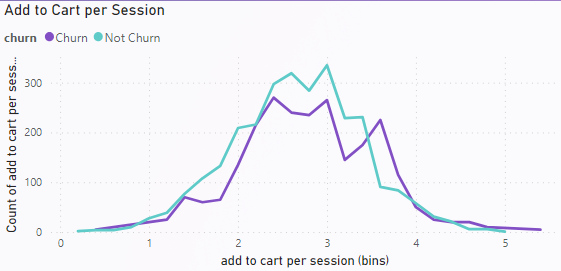 Add to Cart per Session
churn Churn Not Churn
Count of add to cart per sess...
300
200
100
0
0 1 2 3 4 5
add to cart per session (bins)